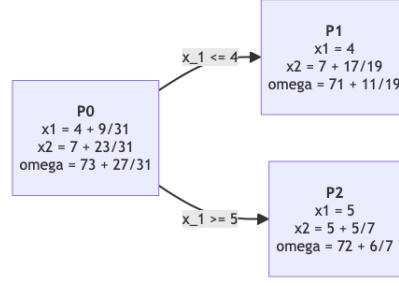 P0
x1 = 4 + 9/31
x2 = 7 + 23/31
omega = 73 + 27/31
x_1 <= 4
P1
x1 = 4
x2 = 7 + 17/19
omega = 71 + 11/19
x_1 >= 5
P2
x1 = 5
x2 = 5 + 5/7
omega = 72 + 6/7